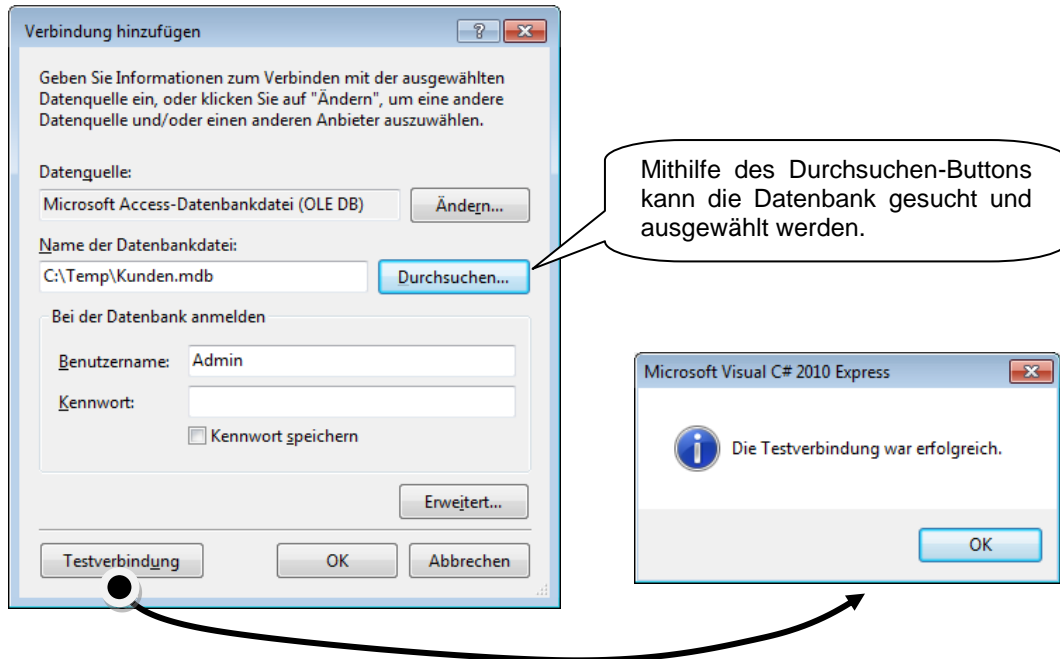 Verbindung hinzufügen
Geben Sie Informationen zum Verbinden mit der ausgewählten
Datenquelle ein, oder klicken Sie auf "Ändern", um eine andere
Datenquelle und/oder einen anderen Anbieter auszuwählen.
Datenquelle:
Microsoft Access-Datenbankdatei (OLE DB)
Ändern...
Name der Datenbankdatei:
C:\Temp\Kunden.mdb
Durchsuchen...
Bei der Datenbank anmelden
Benutzername:
Admin
Kennwort:
Kennwort speichern
Erweitert...
Testverbindung
OK
Abbrechen
Mithilfe des Durchsuchen-Buttons
kann die Datenbank gesucht und
ausgewählt werden.
Microsoft Visual C# 2010 Express
Die Testverbindung war erfolgreich.
OK